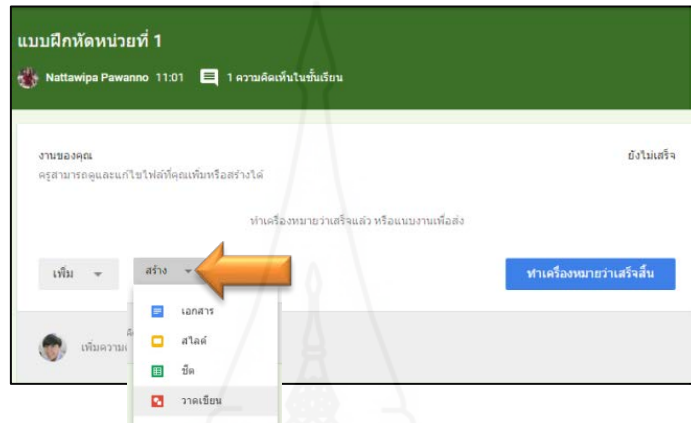 แบบฝึกหัดหน่วยที่ 1
Nattawipa Pawanno 11:01 1 ความคิดเห็นในชั้นเรียน
งานของคุณ ยังไม่เสร็จ
ครูสามารถดูและแก้ไขไฟล์ที่คุณเพิ่มหรือสร้างได้
ทำเครื่องหมายว่าเสร็จแล้ว หรือแนบงานเพื่อส่ง
เพิ่ม สร้าง ทำเครื่องหมายว่าเสร็จสิ้น
เอกสาร
เพิ่มความ
สไลด์
ชีต
วาดเขียน